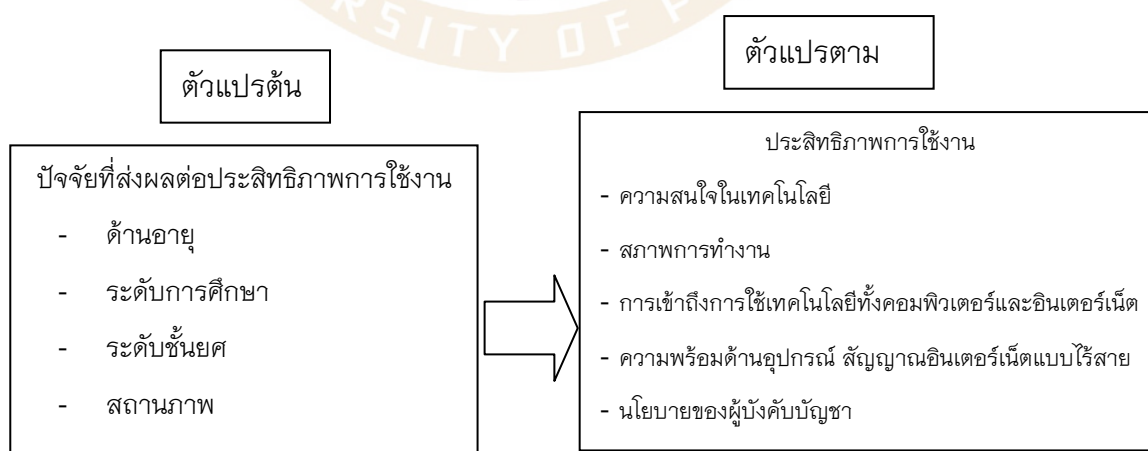 RSITY OF F
ตัวแปรต้น
ปัจจัยที่ส่งผลต่อประสิทธิภาพการใช้งาน
- ด้านอายุ
- ระดับการศึกษา
- ระดับชั้นยศ
- สถานภาพ
ตัวแปรตาม
ประสิทธิภาพการใช้งาน
- ความสนใจในเทคโนโลยี
- สภาพการทำงาน
- การเข้าถึงการใช้เทคโนโลยีทั้งคอมพิวเตอร์และอินเตอร์เน็ต
- ความพร้อมด้านอุปกรณ์ สัญญาณอินเตอร์เน็ตแบบไร้สาย
- นโยบายของผู้บังคับบัญชา